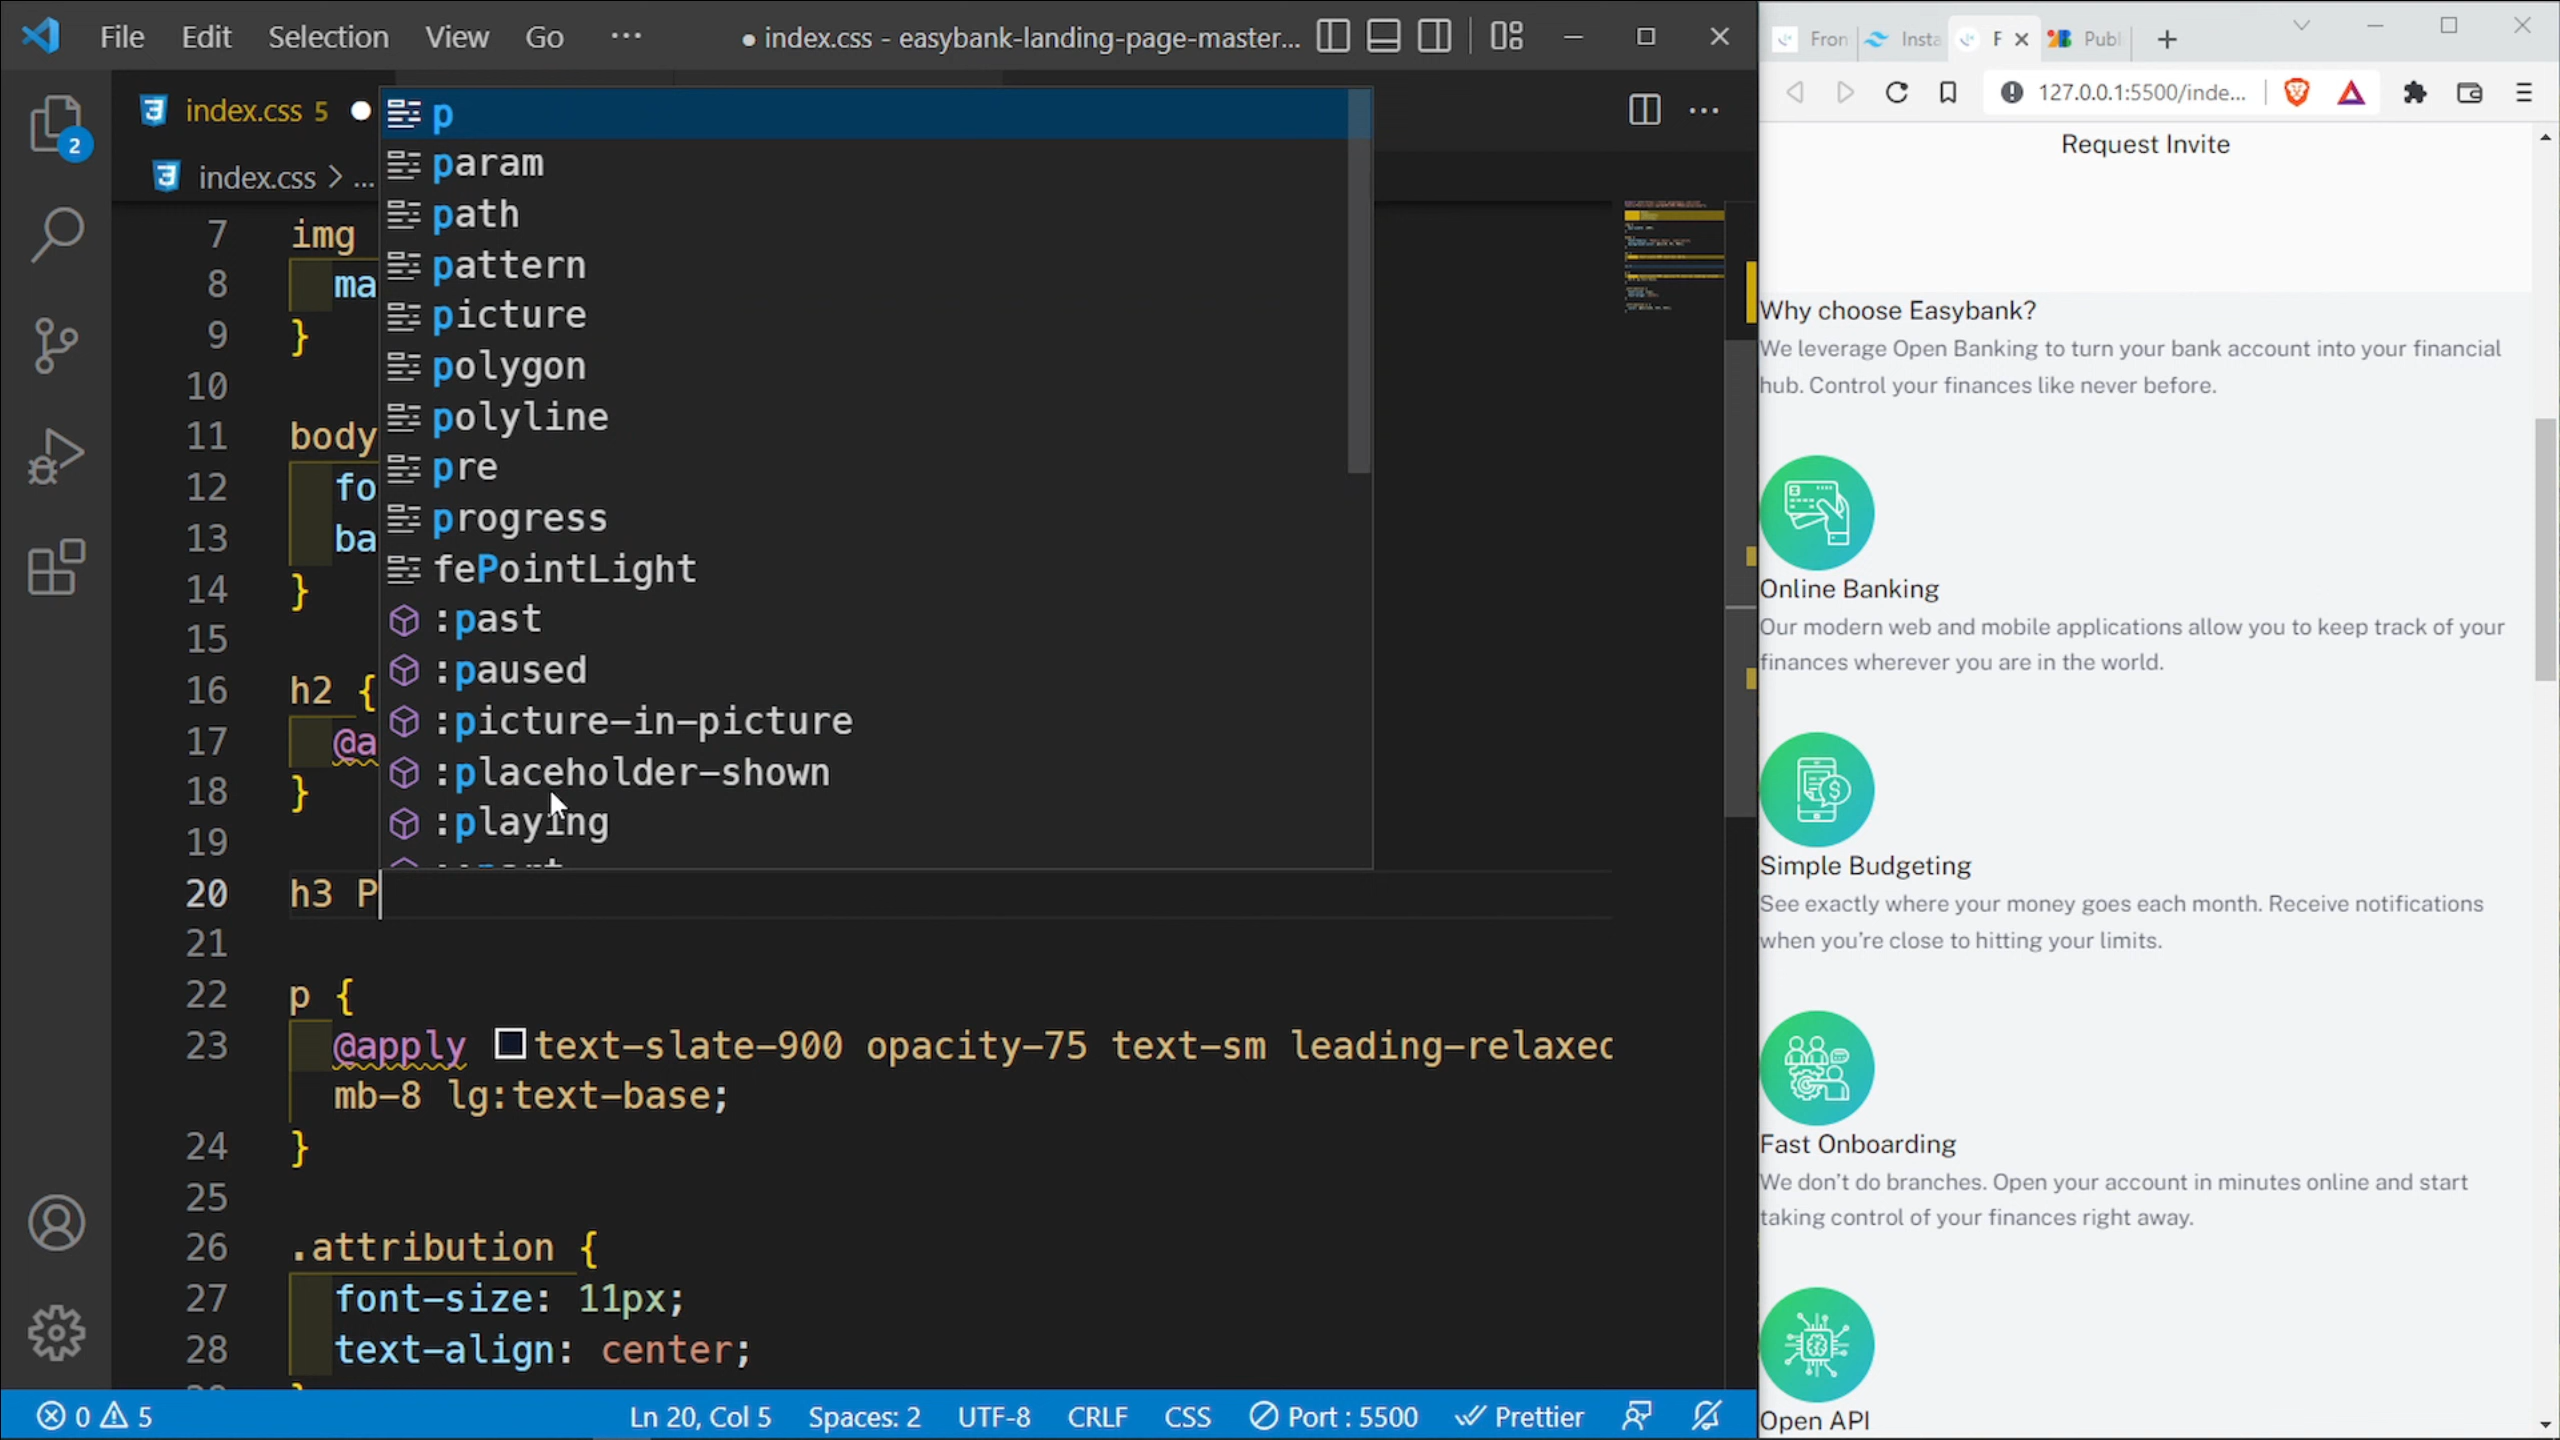 File Edit Selection View Go ···
● index.css - easybank-landing-page-master...
index.css 5 ●
index.css > ...
2
p
param
path
pattern
picture
polygon
polyline
pre
progress
fePointLight
:past
:paused
:picture-in-picture
:placeholder-shown
:playing
7 img
8 ma
9 }
10
11 body
12 fo
13 ba
14 }
15
16 h2 {
17 @a
18 }
19
20 h3 P
21
22 p {
23 @apply text-slate-900 opacity-75 text-sm leading-relaxed
mb-8 lg:text-base;
24 }
25
26 .attribution {
27 font-size: 11px;
28 text-align: center;
0 5 Ln 20, Col 5 Spaces: 2 UTF-8 CRLF CSS Port : 5500 Prettier
Fron Insta F Publ
127.0.0.1:5500/inde...
Request Invite
Why choose Easybank?
We leverage Open Banking to turn your bank account into your financial
hub. Control your finances like never before.
Online Banking
Our modern web and mobile applications allow you to keep track of your
finances wherever you are in the world.
Simple Budgeting
See exactly where your money goes each month. Receive notifications
when you’re close to hitting your limits.
Fast Onboarding
We don’t do branches. Open your account in minutes online and start
taking control of your finances right away.
Open API